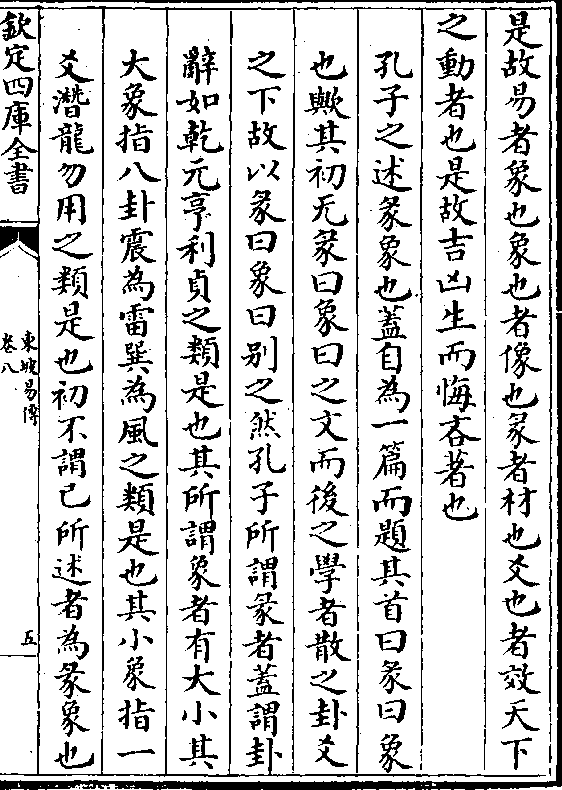 是故易者象也象也者像也彖者材也爻也者效天下
之動者也是故吉凶生而悔吝著也
孔子之述彖象也蓋自為一篇而題其首曰彖曰象
也歟其初无彖曰象曰之文而後之學者散之卦爻
之下故以彖曰象曰别之然孔子所謂彖者蓋謂卦
辭如乾元亨利貞之類是也其所謂象者有大小其
大象指八卦震為雷巽為風之類是也其小象指一
爻潛龍勿用之類是也初不謂己所述者為彖象也
欽定四庫全書
東坡易傳
卷八
五